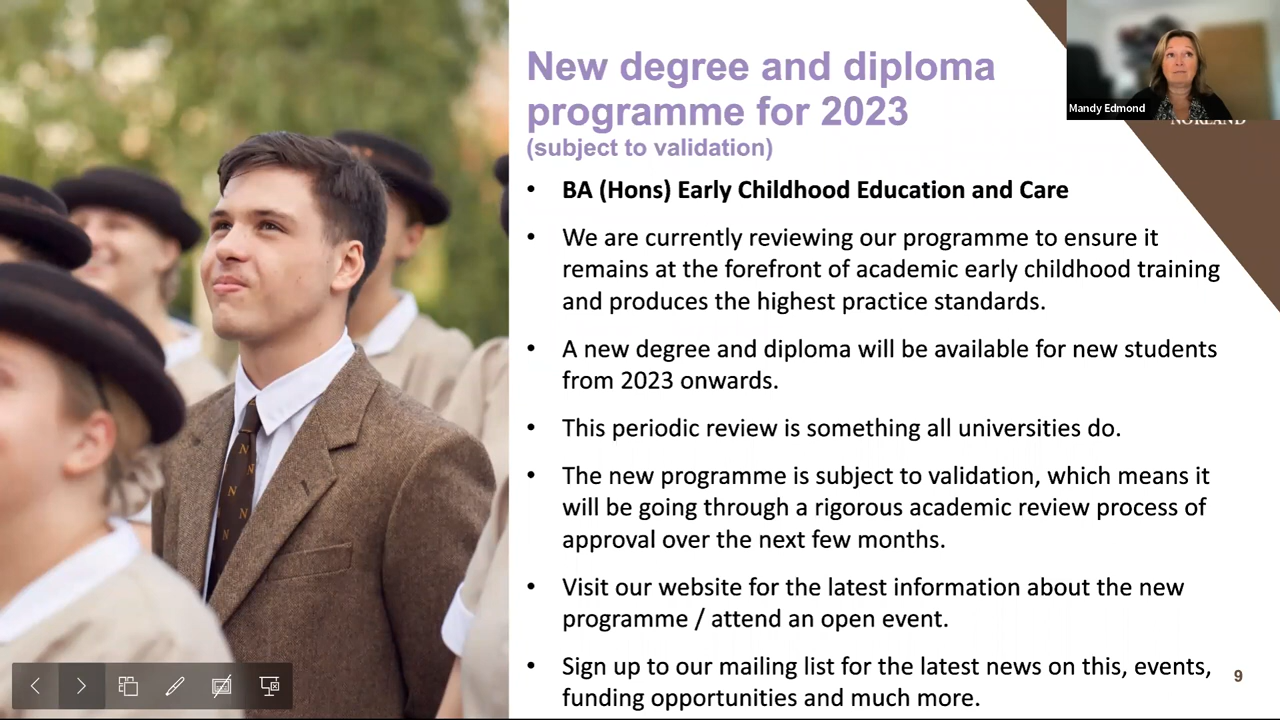 New degree and diploma
programme for 2023
(subject to validation)
Mandy Edmond
NORLAND
• BA (Hons) Early Childhood Education and Care
• We are currently reviewing our programme to ensure it
remains at the forefront of academic early childhood training
and produces the highest practice standards.
• A new degree and diploma will be available for new students
from 2023 onwards.
• This periodic review is something all universities do.
• The new programme is subject to validation, which means it
will be going through a rigorous academic review process of
approval over the next few months.
• Visit our website for the latest information about the new
programme / attend an open event.
• Sign up to our mailing list for the latest news on this, events,
funding opportunities and much more.
9
N
N
N
N
N
N